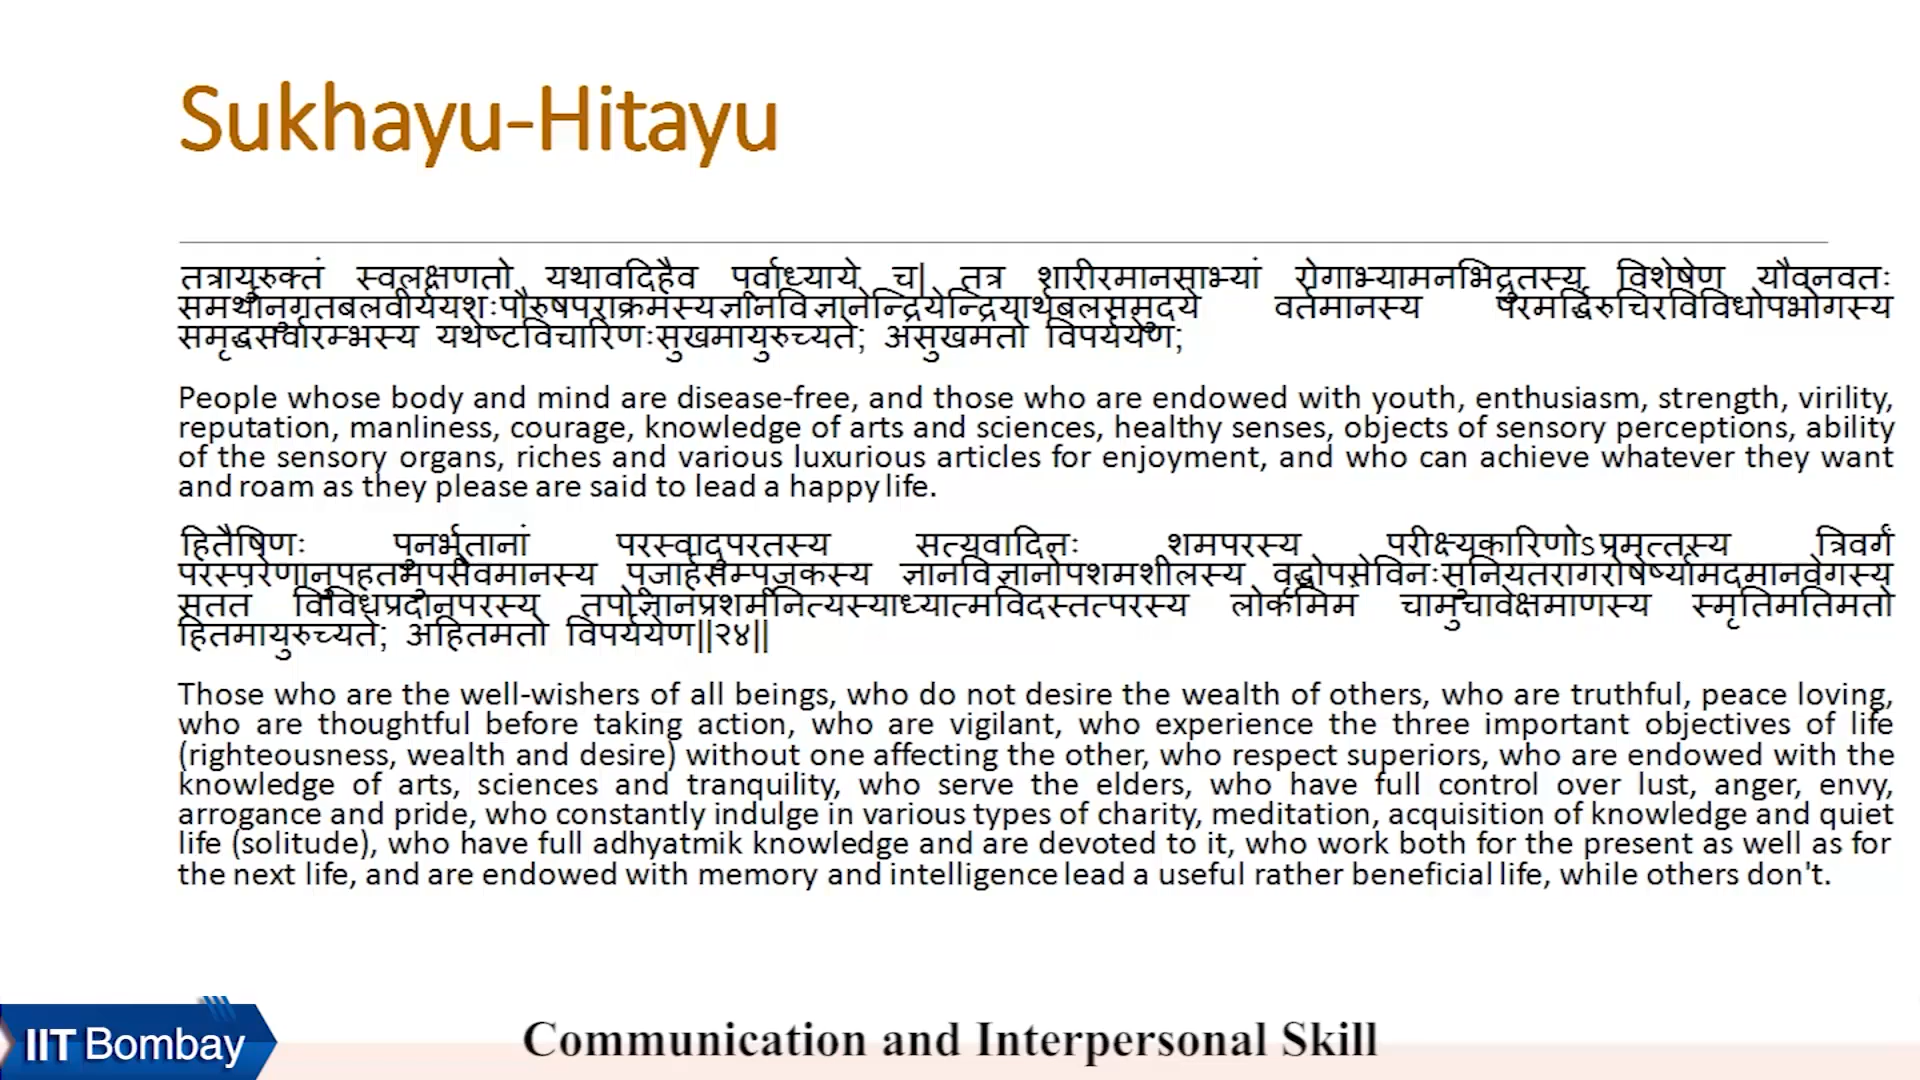 Sukhayu-Hitayu
तत्रायुरुक्तं स्वलक्षणतो यथावदिहैव पूर्वाध्याये च| तत्र शारीरमानसाभ्यां रोगाभ्यामनभिद्रुतस्य विशेषेण यौवनवतः
समर्थानुगतबलवीर्ययशःपौरुषपराक्रमस्यज्ञानविज्ञानेन्द्रियेन्द्रियार्थबलसमुदये वर्तमानस्य परमर्द्धिरुचिरविविधोपभोगस्य
समृद्धसर्वारम्भस्य यथेष्टविचारिणःसुखमायुरुच्यते; असुखमतो विपर्ययेण;
People whose body and mind are disease-free, and those who are endowed with youth, enthusiasm, strength, virility,
reputation, manliness, courage, knowledge of arts and sciences, healthy senses, objects of sensory perceptions, ability
of the sensory organs, riches and various luxurious articles for enjoyment, and who can achieve whatever they want
and roam as they please are said to lead a happy life.
हितैषिणः पुनर्भूतानां परस्वादुपरतस्य सत्यवादिनः शमपरस्य परीक्ष्यकारिणोऽप्रमत्तस्य त्रिवर्गं
परस्परेणानुपहतमुपसेवमानस्य पूजार्हसम्पूजकस्य ज्ञानविज्ञानोपशमशीलस्य वृद्धोपसेविनःसुनियतरागरोषेर्ष्यामदमानवेगस्य
सततं विविधप्रदानपरस्य तपोज्ञानप्रशमनित्यस्याध्यात्मविदस्तत्परस्य लोकमिमं चामुंचावेक्षमाणस्य स्मृतिमतिमतो
हितमायुरुच्यते; अहितमतो विपर्ययेण||२४||
Those who are the well-wishers of all beings, who do not desire the wealth of others, who are truthful, peace loving,
who are thoughtful before taking action, who are vigilant, who experience the three important objectives of life
(righteousness, wealth and desire) without one affecting the other, who respect superiors, who are endowed with the
knowledge of arts, sciences and tranquility, who serve the elders, who have full control over lust, anger, envy,
arrogance and pride, who constantly indulge in various types of charity, meditation, acquisition of knowledge and quiet
life (solitude), who have full adhyatmik knowledge and are devoted to it, who work both for the present as well as for
the next life, and are endowed with memory and intelligence lead a useful rather beneficial life, while others don't.
IIT Bombay
Communication and Interpersonal Skill